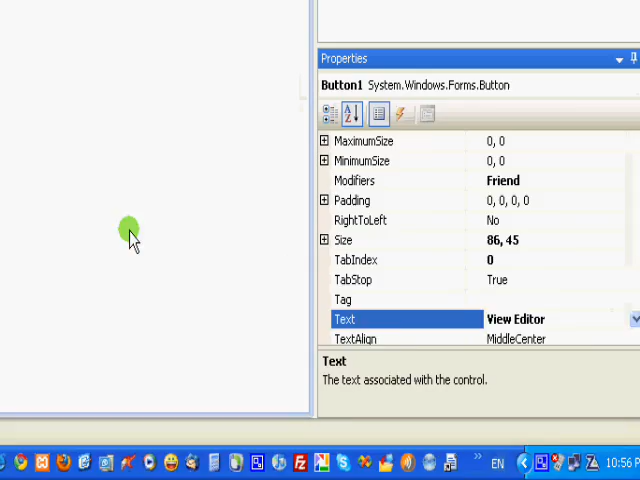 Properties
Button1 System.Windows.Forms.Button
MaximumSize 0, 0
MinimumSize 0, 0
Modifiers Friend
Padding 0, 0, 0, 0
RightToLeft No
Size 86, 45
TabIndex 0
TabStop True
Tag
Text View Editor
TextAlign MiddleCenter
Text
The text associated with the control.
EN 10:56 P